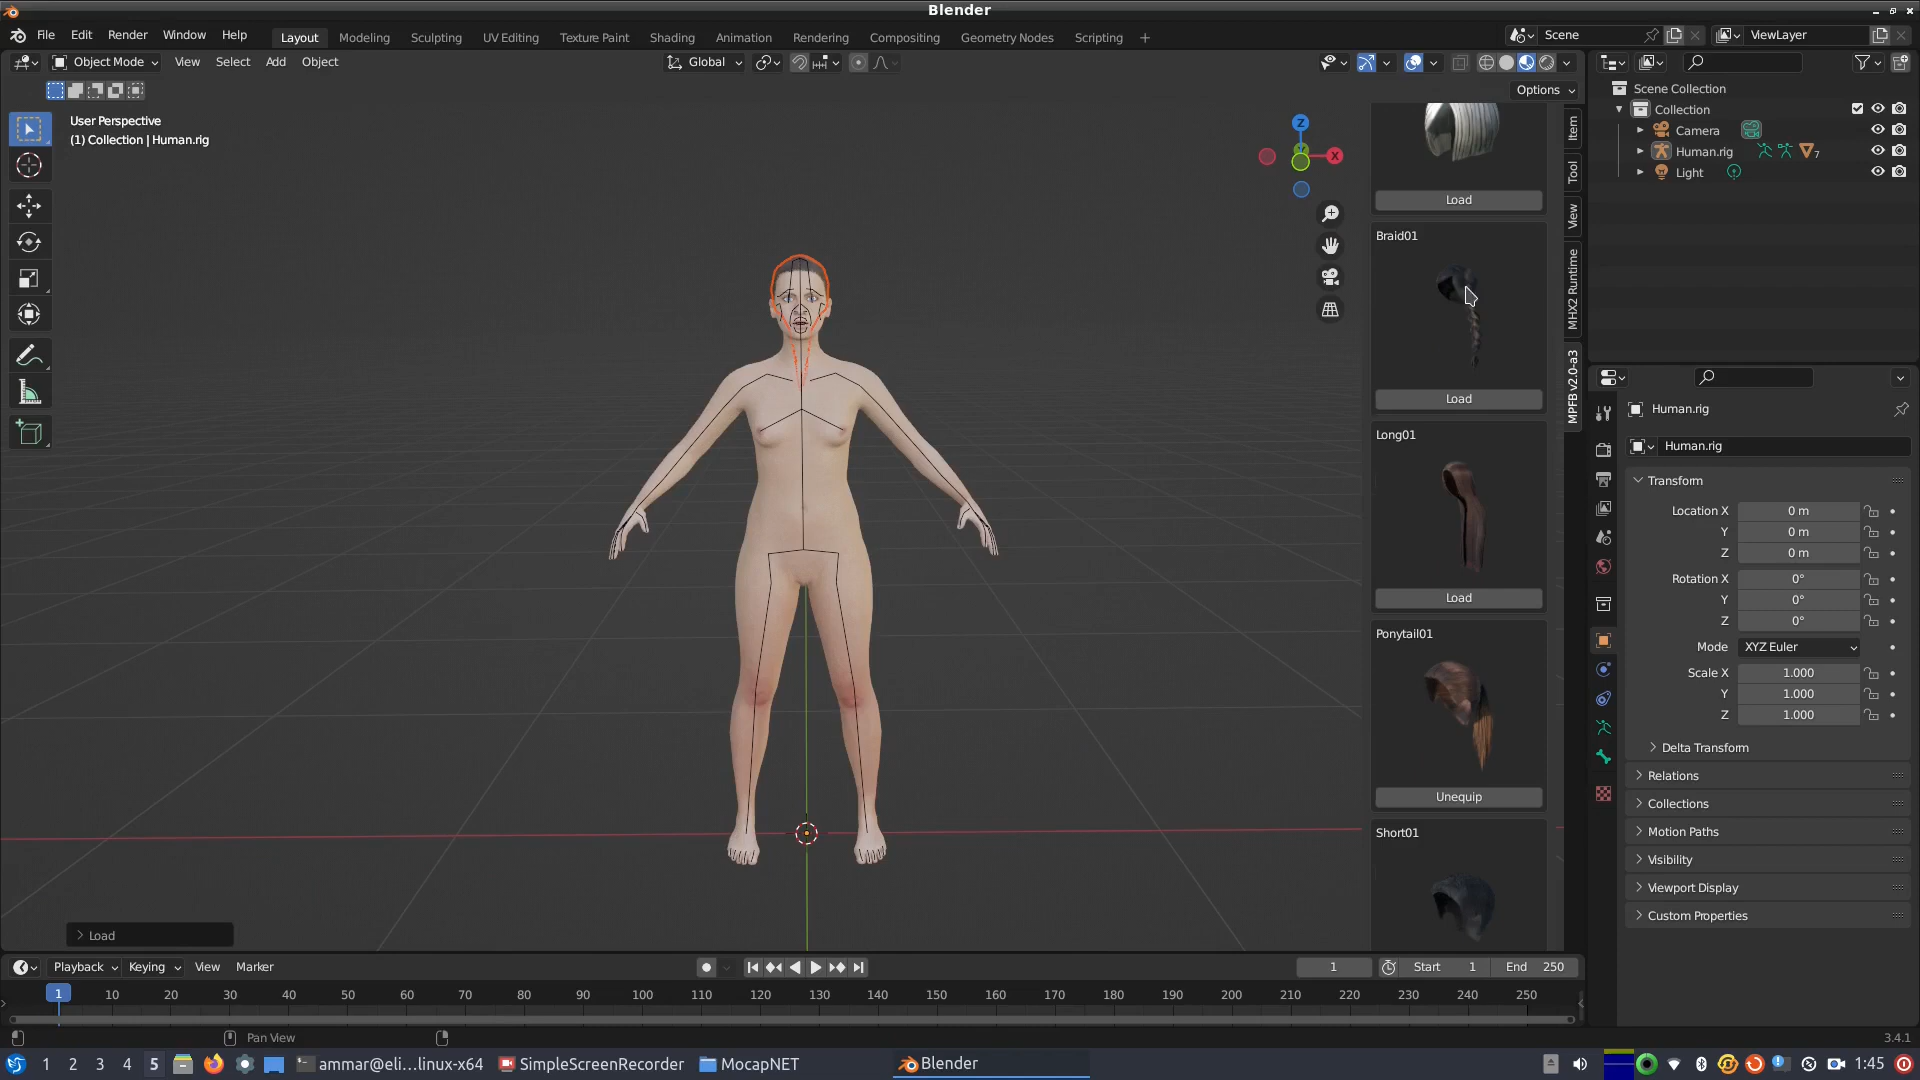 Blender
File Edit Render Window Help Layout Modeling Sculpting UV Editing Texture Paint Shading Animation Rendering Compositing Geometry Nodes Scripting + Scene ViewLayer
Object Mode View Select Add Object Global
Options
User Perspective
(1) Collection | Human.rig
Z
X
Load
Braid01
Load
Long01
Load
Ponytail01
Unequip
Short01
Item
Tool
View
MHX2 Runtime
MPFB v2.0-a3
Scene Collection
Collection
Camera
Human.rig 7
Light
Human.rig
Human.rig
Transform
Location X 0 m
Y 0 m
Z 0 m
Rotation X 0°
Y 0°
Z 0°
Mode XYZ Euler
Scale X 1.000
Y 1.000
Z 1.000
Delta Transform
Relations
Collections
Motion Paths
Visibility
Viewport Display
Custom Properties
Load
Playback Keying View Marker 1 Start 1 End 250
1 10 20 30 40 50 60 70 80 90 100 110 120 130 140 150 160 170 180 190 200 210 220 230 240 250
Pan View 3.4.1
1 2 3 4 5 ammar@eli...linux-x64 SimpleScreenRecorder MocapNET Blender 1:45